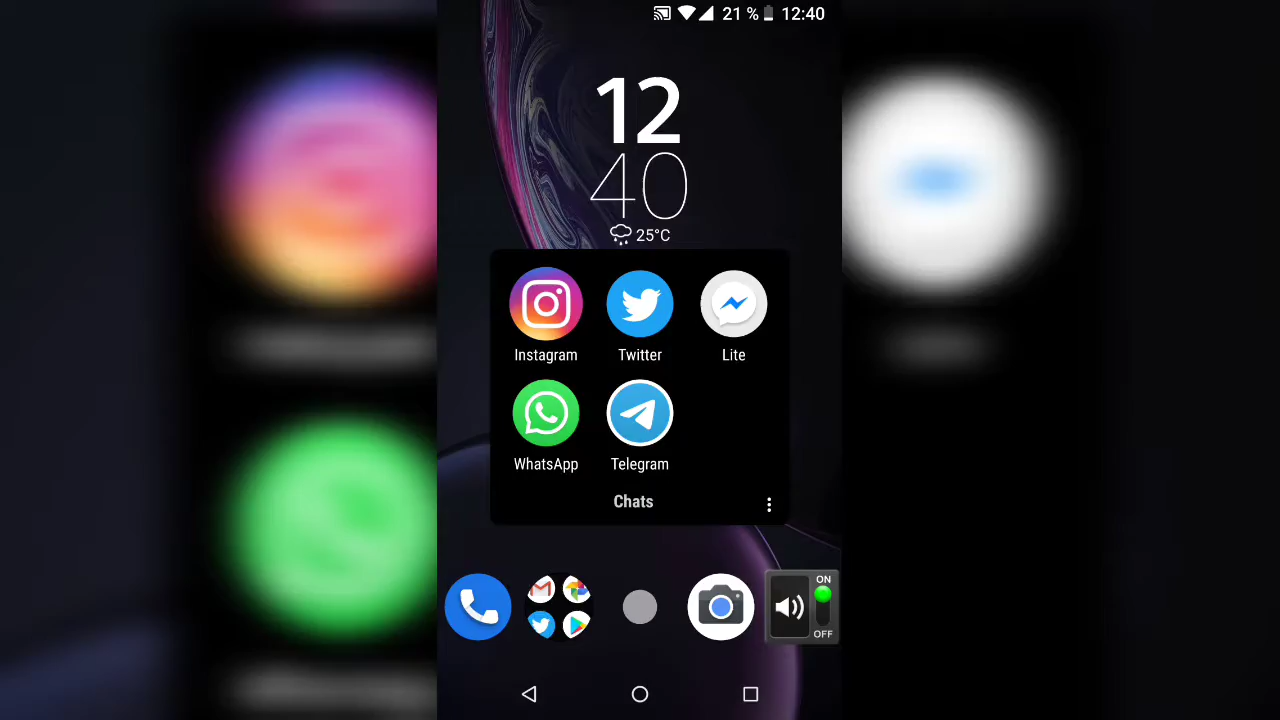 21 % 12:40
12
40
25°C
Instagram Twitter Lite
WhatsApp Telegram
Chats
ON
OFF